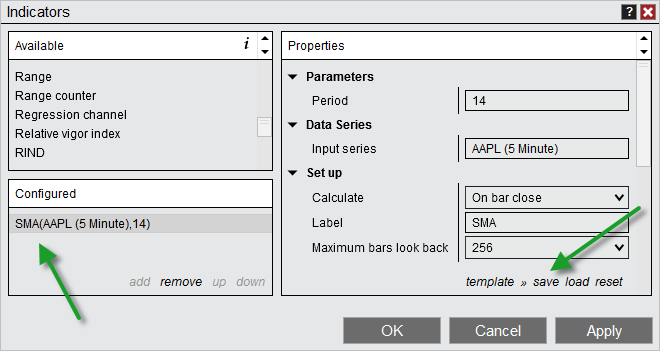 Indicators
?
Available i
Range
Range counter
Regression channel
Relative vigor index
RIND
Configured
SMA(AAPL (5 Minute),14)
add remove up down
Properties
Parameters
Period 14
Data Series
Input series AAPL (5 Minute)
Set up
Calculate On bar close
Label SMA
Maximum bars look back 256
template » save load reset
OK Cancel Apply